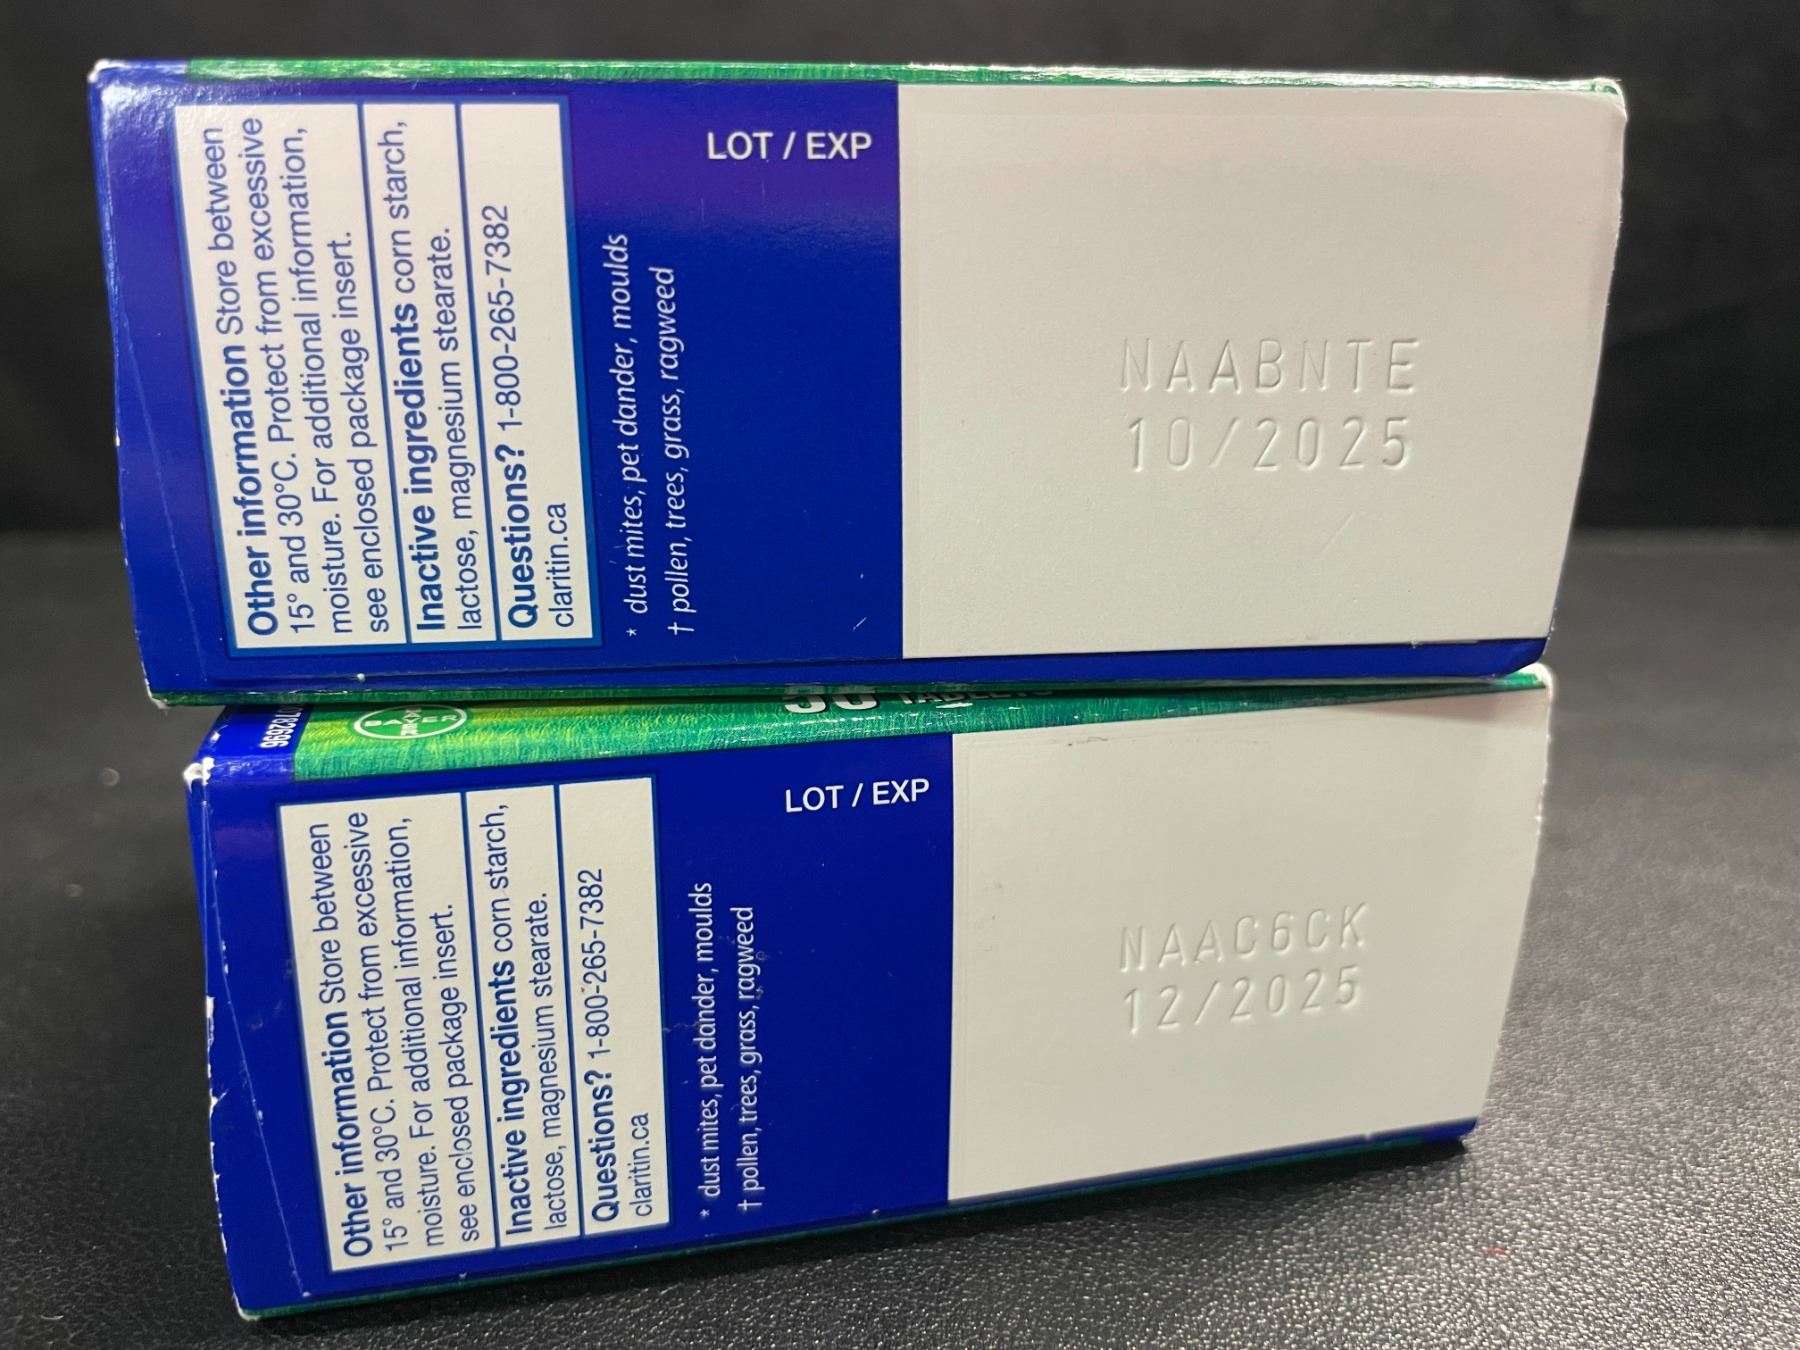 Other information Store between
15° and 30°C. Protect from excessive
moisture. For additional information,
see enclosed package insert.
Inactive ingredients corn starch,
lactose, magnesium stearate.
Questions? 1-800-265-7382
claritin.ca
* dust mites, pet dander, moulds
† pollen, trees, grass, ragweed
LOT / EXP
NAABNTE
10/2025
BAYER
TABLETS
Other information Store between
15° and 30°C. Protect from excessive
moisture. For additional information,
see enclosed package insert.
Inactive ingredients corn starch,
lactose, magnesium stearate.
Questions? 1-800-265-7382
claritin.ca
* dust mites, pet dander, moulds
† pollen, trees, grass, ragweed
LOT / EXP
NAAC6CK
12/2025